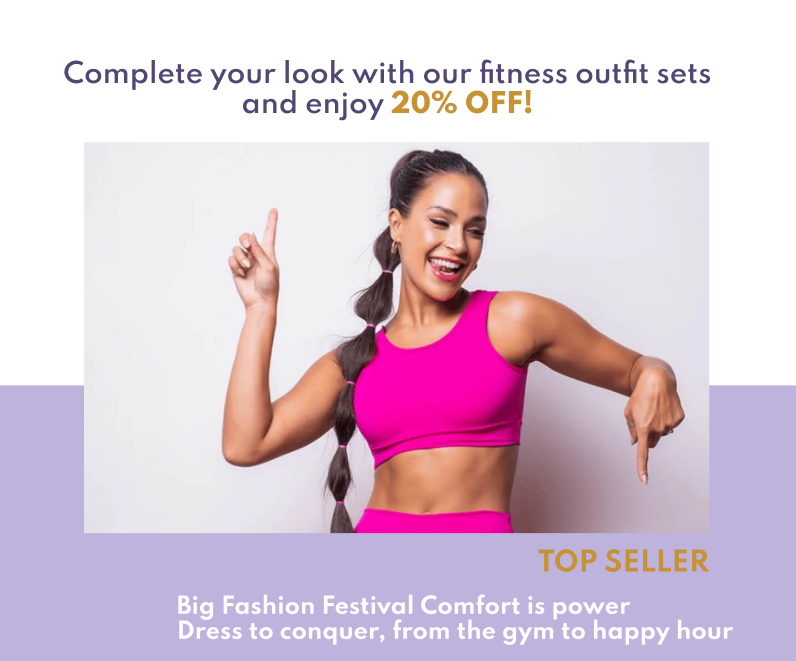 Complete your look with our fitness outfit sets
and enjoy 20% OFF!
TOP SELLER
Big Fashion Festival Comfort is power
Dress to conquer, from the gym to happy hour